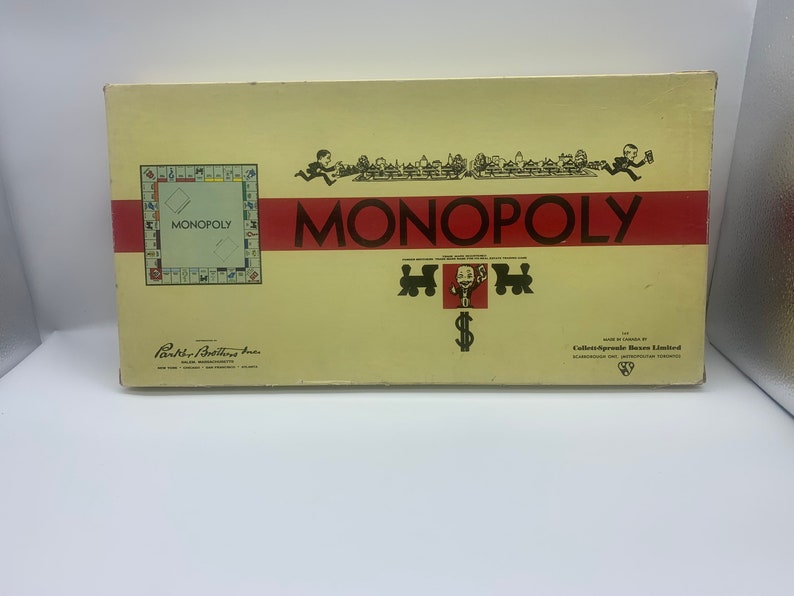 MONOPOLY
MONOPOLY
TRADE MARK REGISTERED
PARKER BROTHERS TRADE MARK NAME FOR ITS REAL ESTATE TRADING GAME
$
DISTRIBUTED BY
Parker Brothers Inc.
SALEM, MASSACHUSETTS
NEW YORK • CHICAGO • SAN FRANCISCO • ATLANTA
MADE IN CANADA BY
Collett-Sproule Boxes Limited
SCARBOROUGH ONT. (METROPOLITAN TORONTO)